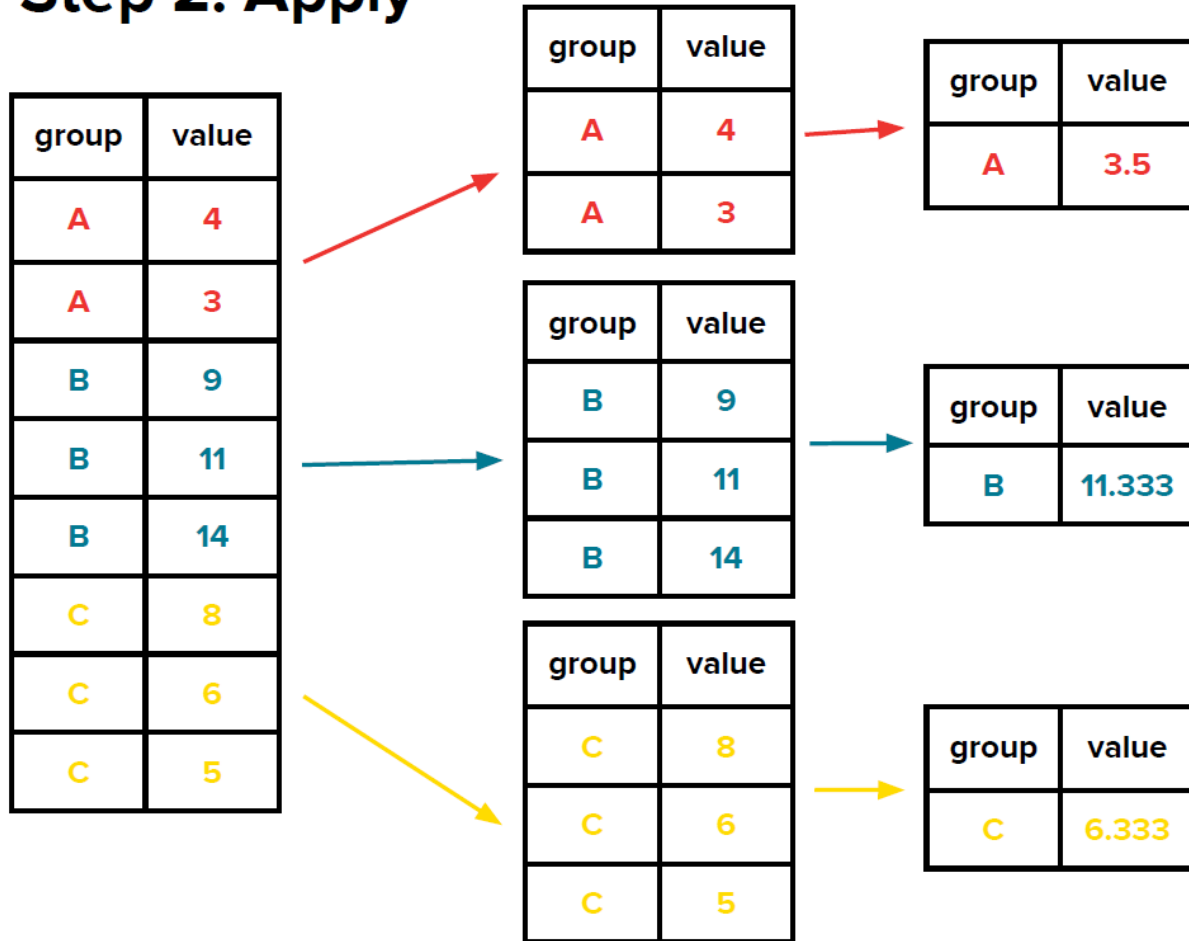 Step 2: Apply
group value
A 4
A 3
B 9
B 11
B 14
C 8
C 6
C 5
group value
A 4
A 3
group value
B 9
B 11
B 14
group value
C 8
C 6
C 5
group value
A 3.5
group value
B 11.333
group value
C 6.333